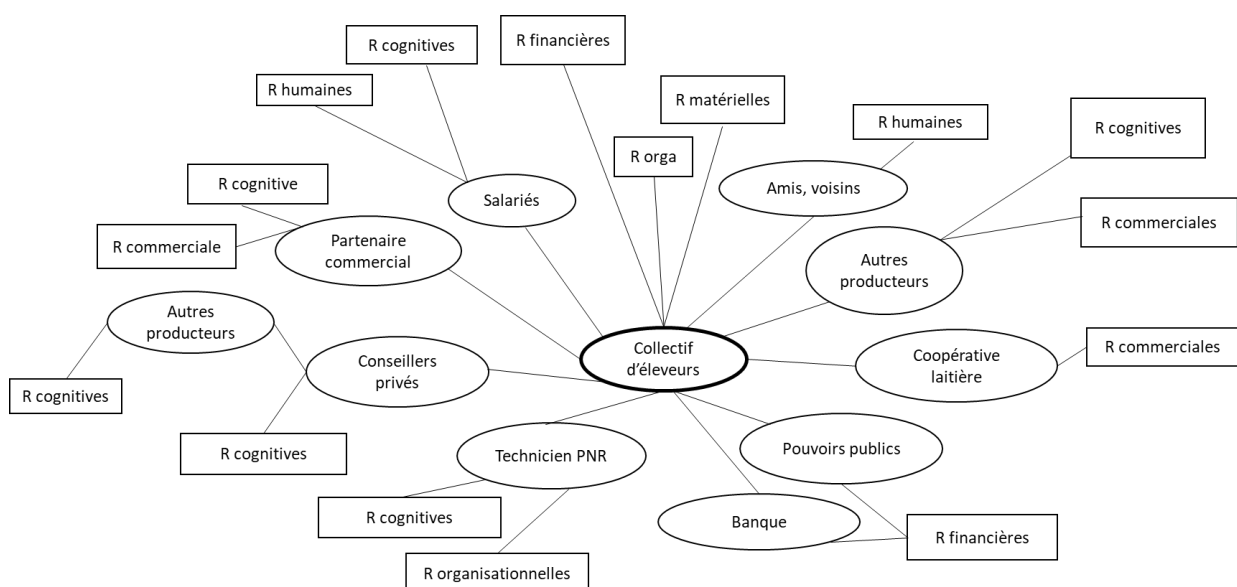 R cognitives
R financières
R humaines
R matérielles
R humaines
R cognitives
R orga
R cognitive
Salariés
Amis, voisins
R commerciales
R commerciale
Partenaire
commercial
Autres
producteurs
Autres
producteurs
Collectif
d'éleveurs
Coopérative
laitière
R commerciales
Conseillers
privés
R cognitives
R cognitives
Technicien PNR
Pouvoirs publics
R cognitives
Banque
R financières
R organisationnelles